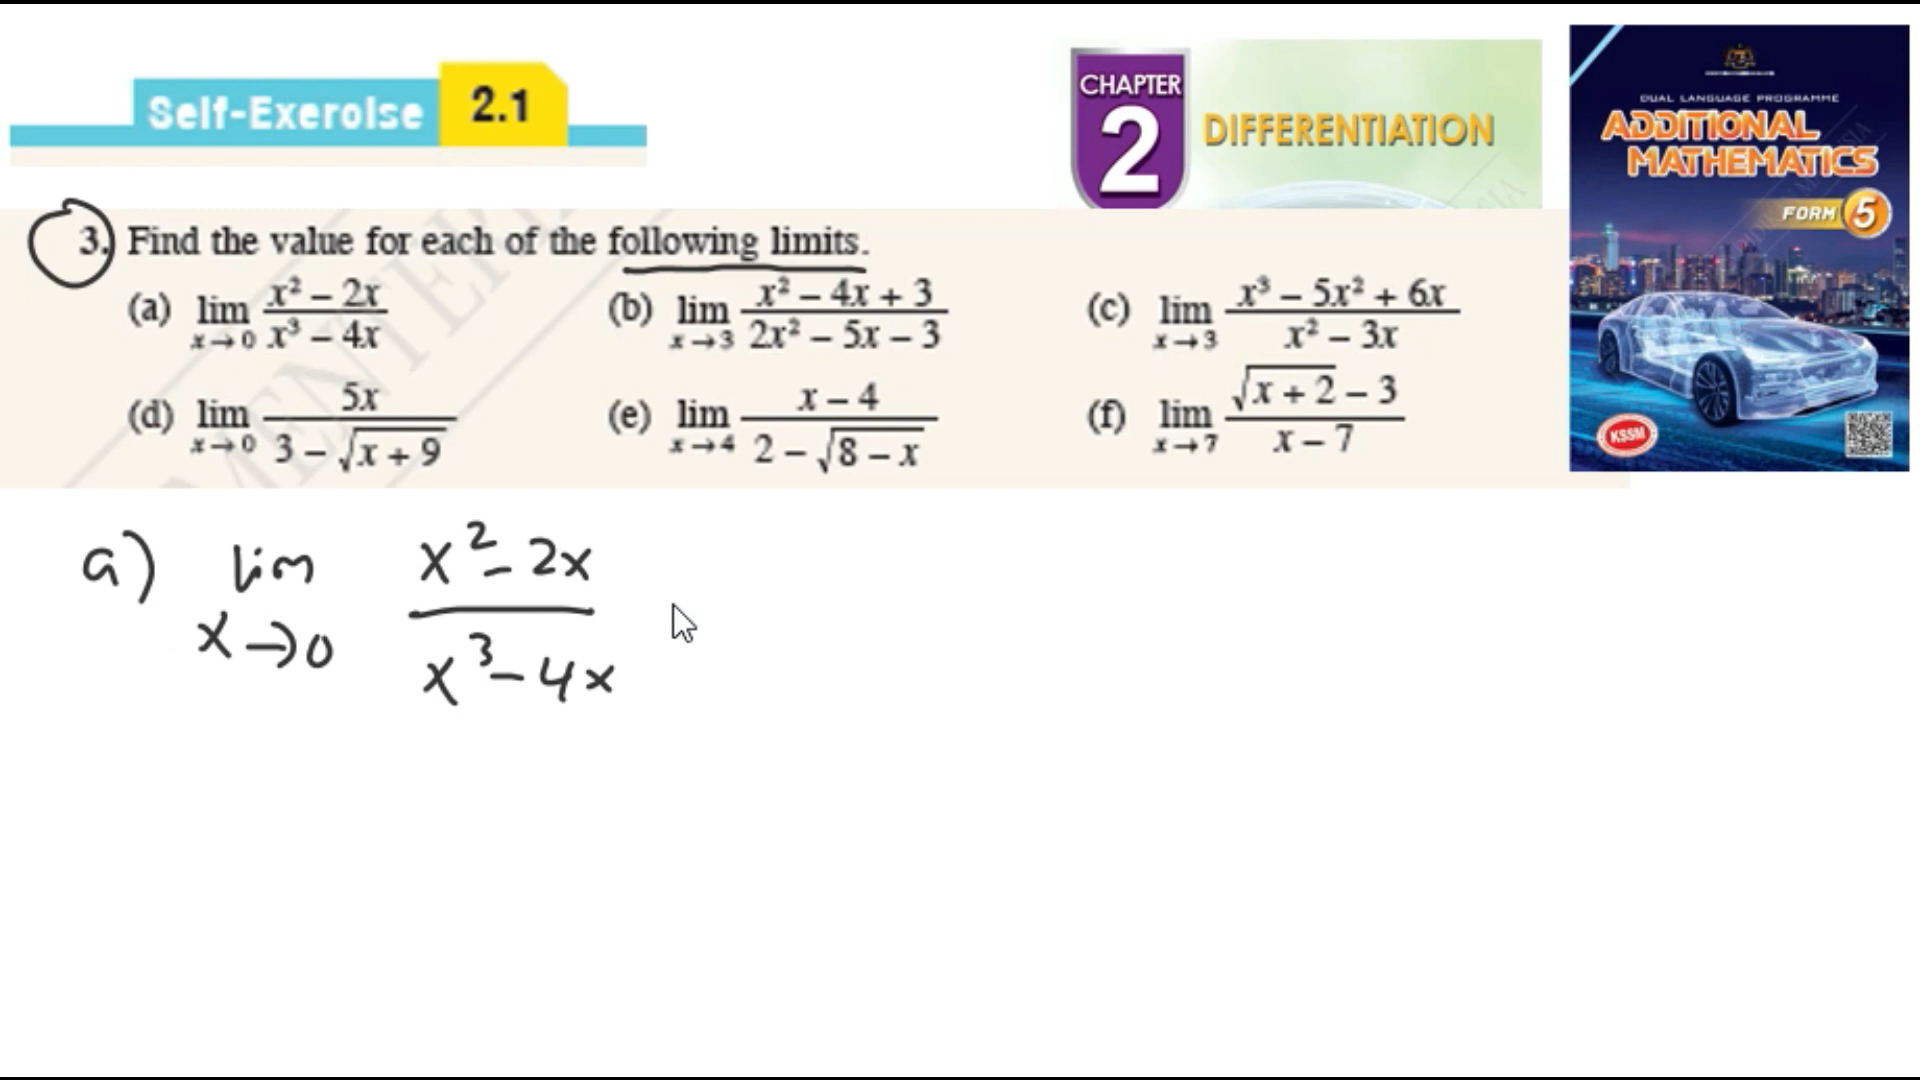 Self-Exercise 2.1
CHAPTER
2
DIFFERENTIATION
DUAL LANGUAGE PROGRAMME
ADDITIONAL
MATHEMATICS
FORM 5
KSSM
3. Find the value for each of the following limits.
(a) lim x→0 (x² – 2x)/(x³ – 4x) (b) lim x→3 (x² – 4x + 3)/(2x² – 5x – 3) (c) lim x→3 (x³ – 5x² + 6x)/(x² – 3x)
(d) lim x→0 5x/(3 – √(x + 9)) (e) lim x→4 (x – 4)/(2 – √(8 – x)) (f) lim x→7 (√(x + 2) – 3)/(x – 7)
a) lim x→0 (x² – 2x)/(x³ – 4x)